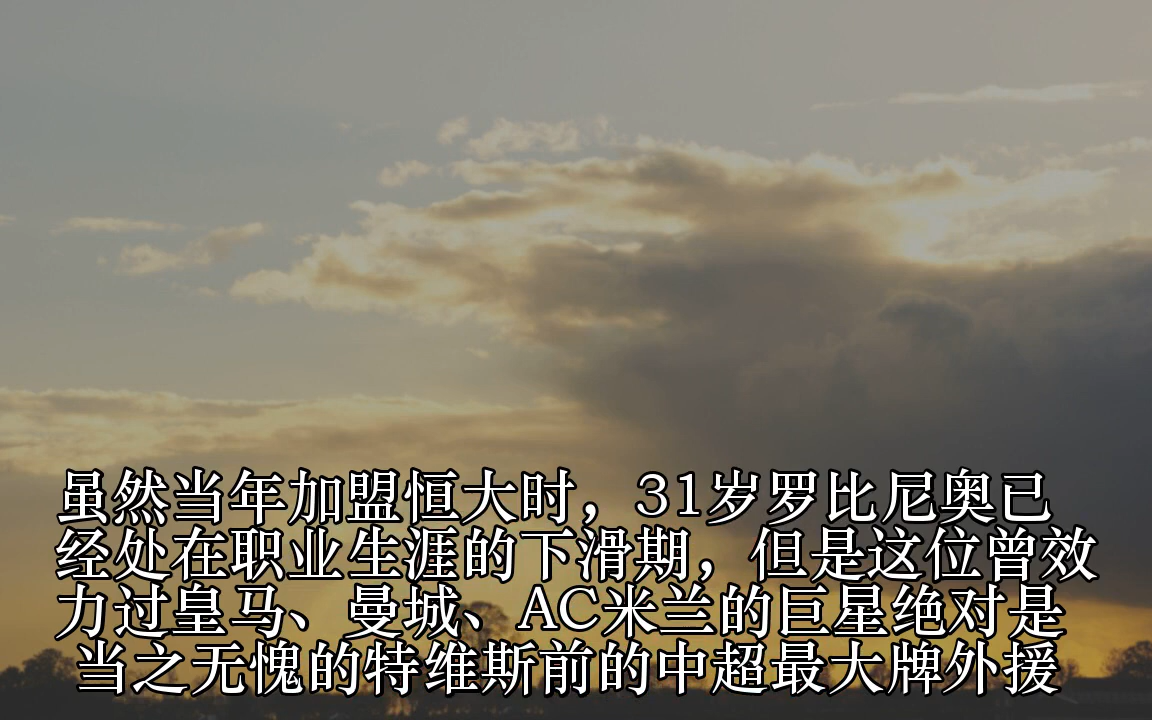 虽然当年加盟恒大时，31岁罗比尼奥已
经处在职业生涯的下滑期，但是这位曾效
力过皇马、曼城、AC米兰的巨星绝对是
当之无愧的特维斯前的中超最大牌外援